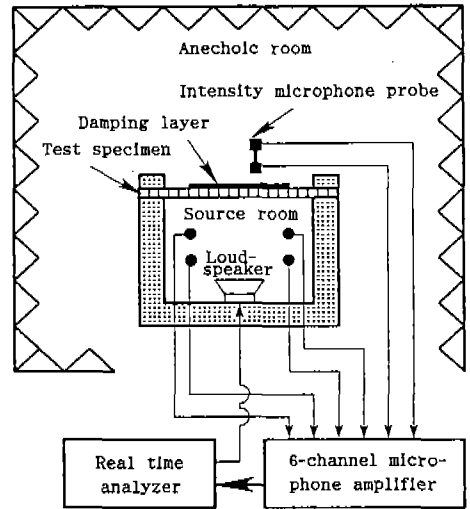 Anechoic room
Intensity microphone probe
Damping layer
Test specimen
Source room
Loud-
speaker
Real time
analyzer
6-channel micro-
phone amplifier